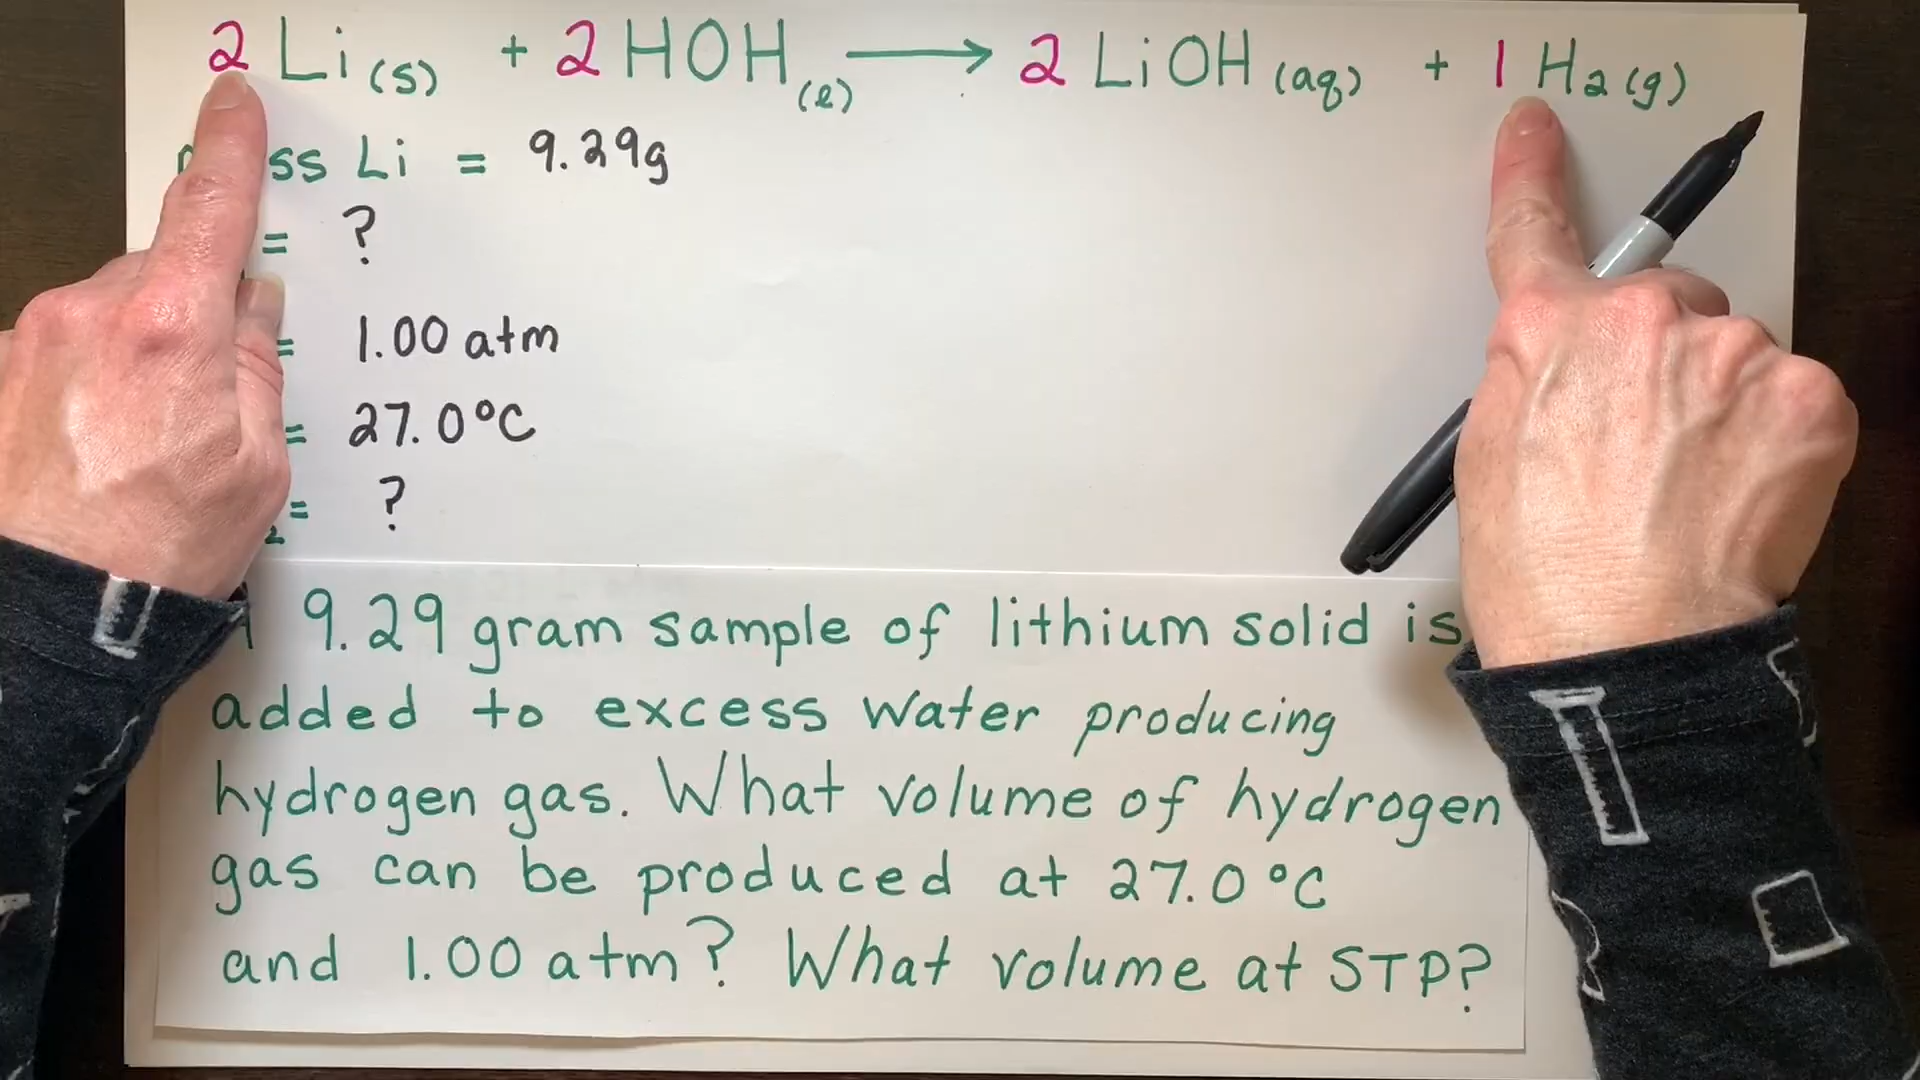 2 Li (s) + 2 HOH (l) → 2 LiOH (aq) + 1 H2 (g)
ss Li = 9.29g
= ?
= 1.00 atm
= 27.0°C
2 = ?
9.29 gram sample of lithium solid is
added to excess water producing
hydrogen gas. What volume of hydrogen
gas can be produced at 27.0°C
and 1.00 atm? What volume at STP?